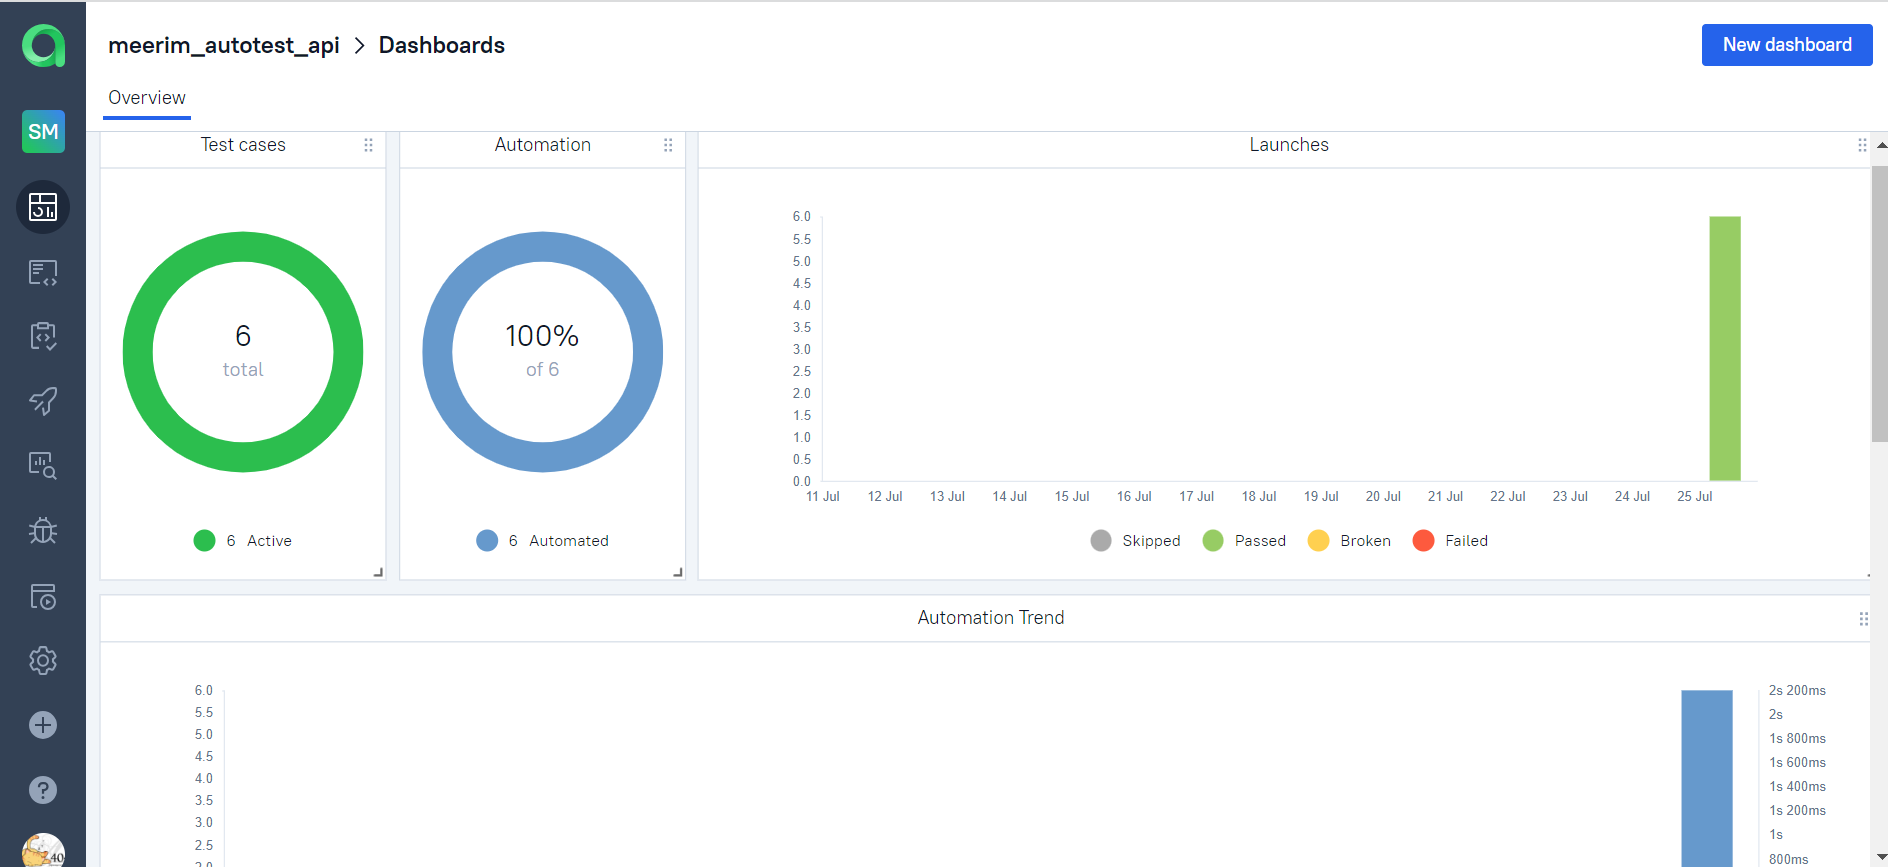 meerim_autotest_api > Dashboards
New dashboard
Overview
SM
Test cases
Automation
Launches
6
total
6 Active
100%
of 6
6 Automated
6.0
5.5
5.0
4.5
4.0
3.5
3.0
2.5
2.0
1.5
1.0
0.5
0.0
11 Jul 12 Jul 13 Jul 14 Jul 15 Jul 16 Jul 17 Jul 18 Jul 19 Jul 20 Jul 21 Jul 22 Jul 23 Jul 24 Jul 25 Jul
Skipped Passed Broken Failed
Automation Trend
6.0
5.5
5.0
4.5
4.0
3.5
3.0
2.5
2.0
2s 200ms
2s
1s 800ms
1s 600ms
1s 400ms
1s 200ms
1s
800ms
?
40